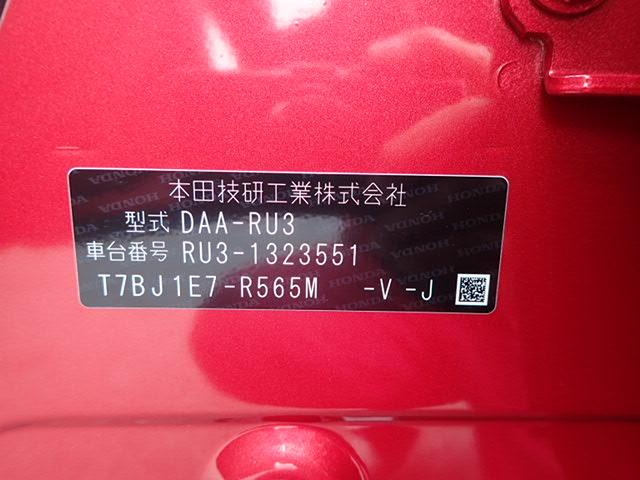 本田技研工業株式会社
型式 DAA-RU3
車台番号 RU3-1323551
T7BJ1E7-R565M -V -J